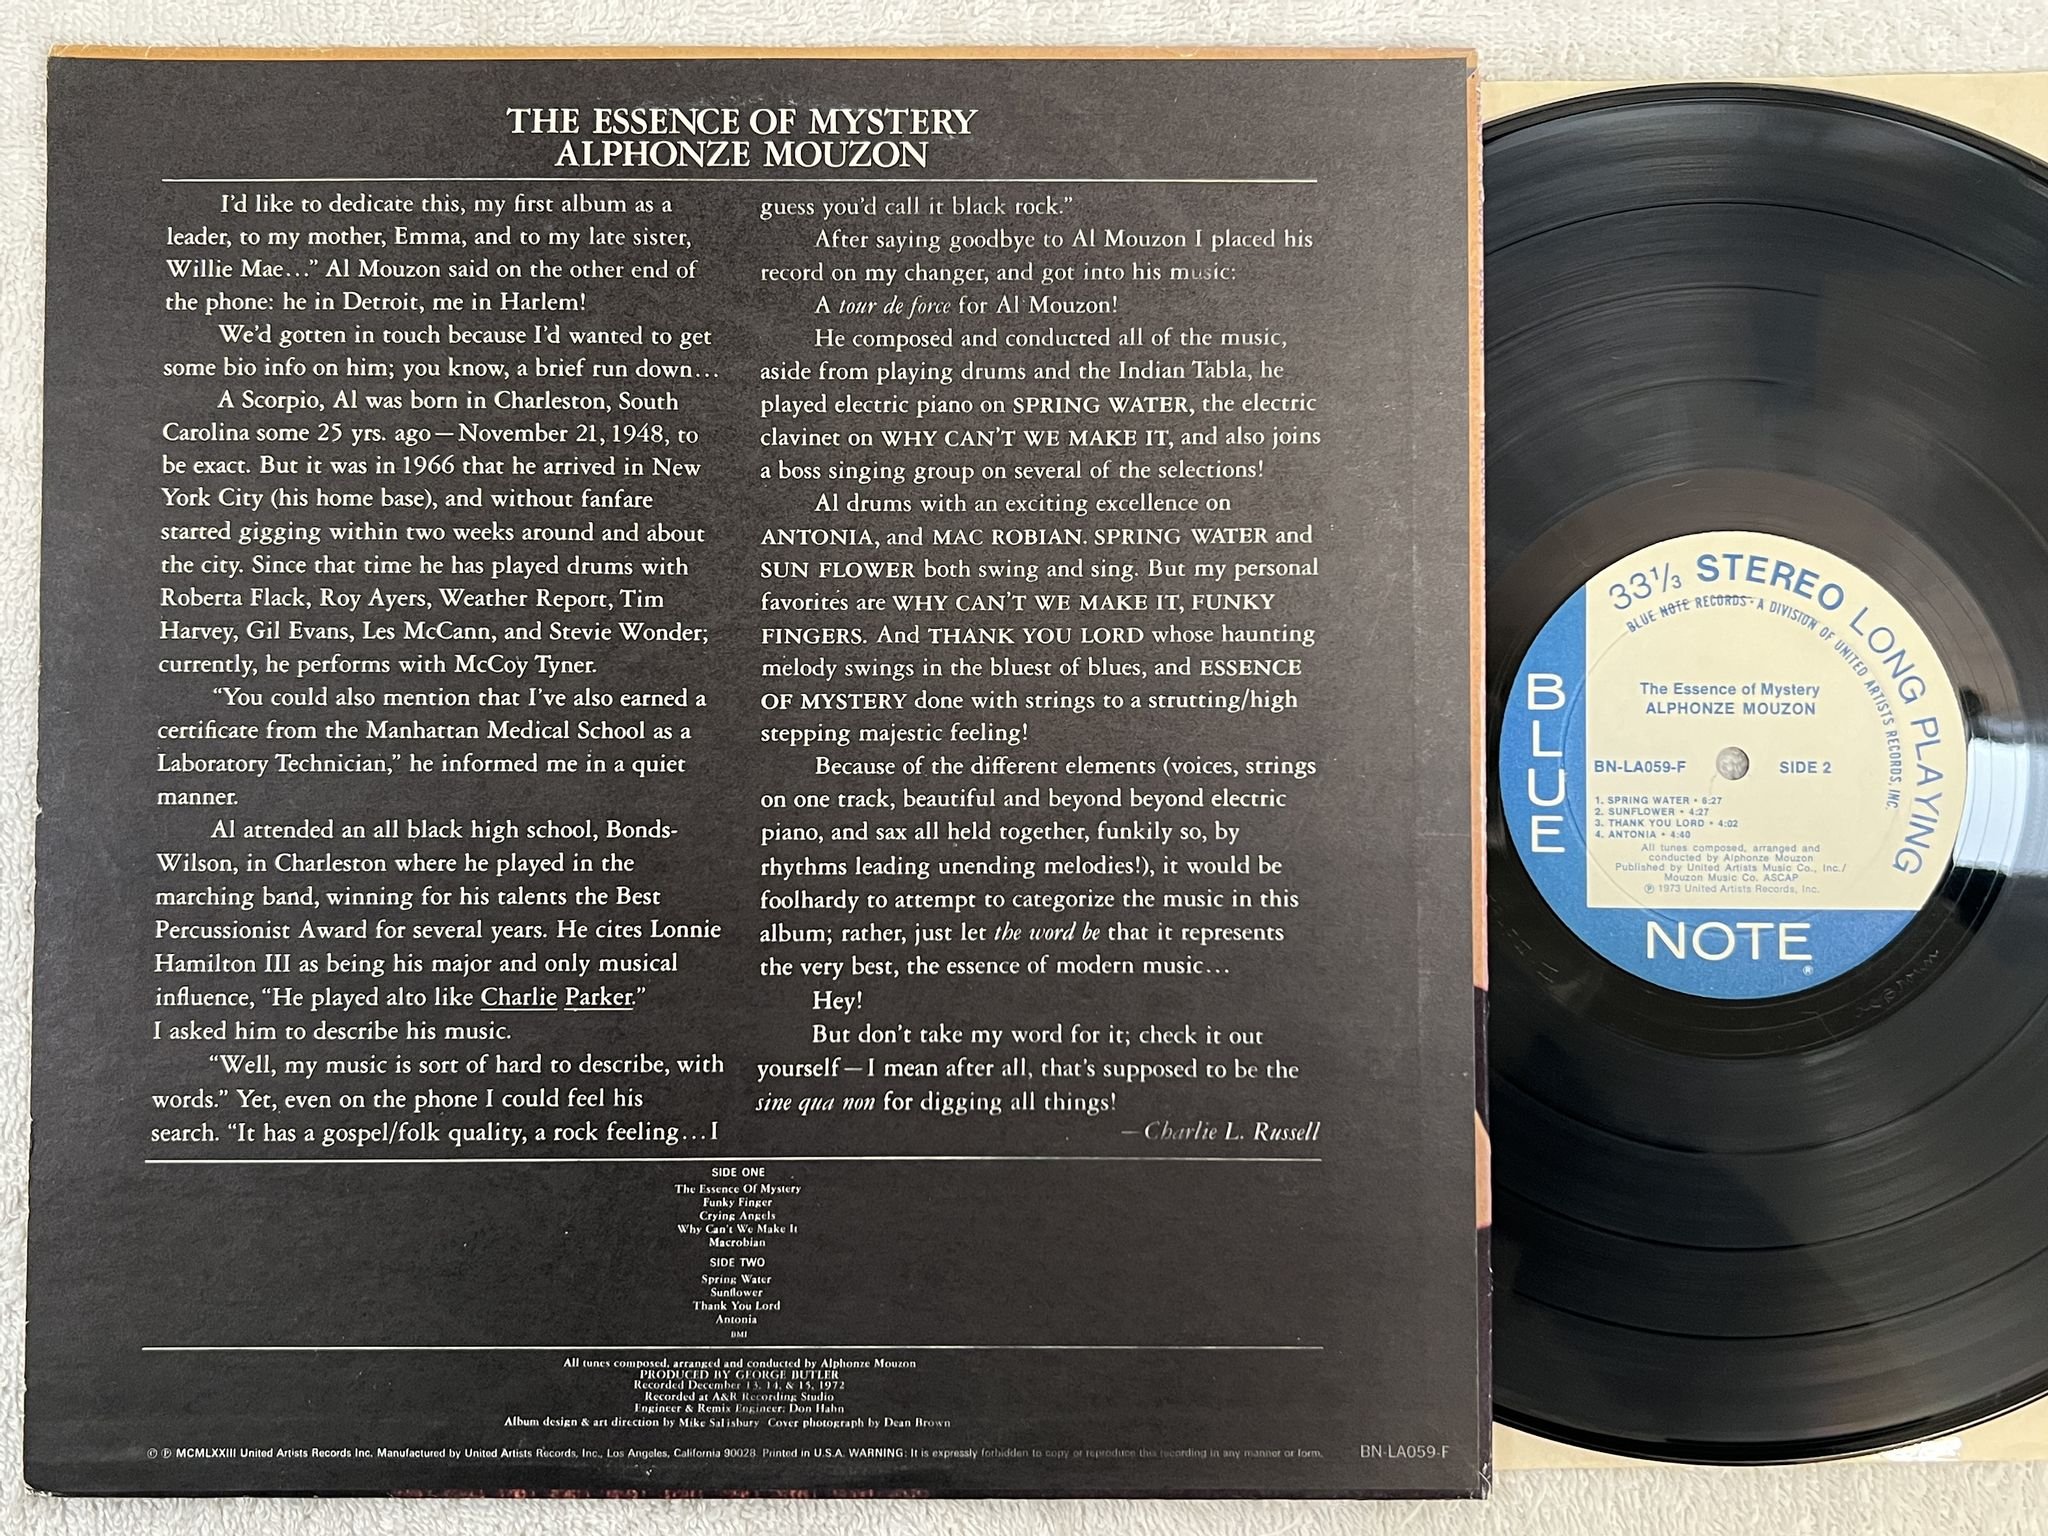 THE ESSENCE OF MYSTERY
ALPHONZE MOUZON
I'd like to dedicate this, my first album as a
leader, to my mother, Emma, and to my late sister,
Willie Mae...” Al Mouzon said on the other end of
the phone: he in Detroit, me in Harlem!
We'd gotten in touch because I'd wanted to get
some bio info on him; you know, a brief run down...
A Scorpio, Al was born in Charleston, South
Carolina some 25 yrs. ago—November 21, 1948, to
be exact. But it was in 1966 that he arrived in New
York City (his home base), and without fanfare
started gigging within two weeks around and about
the city. Since that time he has played drums with
Roberta Flack, Roy Ayers, Weather Report, Tim
Harvey, Gil Evans, Les McCann, and Stevie Wonder;
currently, he performs with McCoy Tyner.
“You could also mention that I've also earned a
certificate from the Manhattan Medical School as a
Laboratory Technician,” he informed me in a quiet
manner.
Al attended an all black high school, Bonds-
Wilson, in Charleston where he played in the
marching band, winning for his talents the Best
Percussionist Award for several years. He cites Lonnie
Hamilton III as being his major and only musical
influence, “He played alto like Charlie Parker.”
I asked him to describe his music.
“Well, my music is sort of hard to describe, with
words.” Yet, even on the phone I could feel his
search. “It has a gospel/folk quality, a rock feeling...I
guess you'd call it black rock.”
After saying goodbye to Al Mouzon I placed his
record on my changer, and got into his music:
A tour de force for Al Mouzon!
He composed and conducted all of the music,
aside from playing drums and the Indian Tabla, he
played electric piano on SPRING WATER, the electric
clavinet on WHY CAN'T WE MAKE IT, and also joins
a boss singing group on several of the selections!
Al drums with an exciting excellence on
ANTONIA, and MAC ROBIAN. SPRING WATER and
SUN FLOWER both swing and sing. But my personal
favorites are WHY CAN'T WE MAKE IT, FUNKY
FINGERS. And THANK YOU LORD whose haunting
melody swings in the bluest of blues, and ESSENCE
OF MYSTERY done with strings to a strutting/high
stepping majestic feeling!
Because of the different elements (voices, strings
on one track, beautiful and beyond beyond electric
piano, and sax all held together, funkily so, by
rhythms leading unending melodies!), it would be
foolhardy to attempt to categorize the music in this
album; rather, just let the word be that it represents
the very best, the essence of modern music...
Hey!
But don't take my word for it; check it out
yourself—I mean after all, that's supposed to be the
sine qua non for digging all things!
—Charlie L. Russell
SIDE ONE
The Essence Of Mystery
Funky Finger
Crying Angels
Why Can't We Make It
Macrobian
SIDE TWO
Spring Water
Sunflower
Thank You Lord
Antonia
BMI
All tunes composed, arranged and conducted by Alphonze Mouzon
PRODUCED BY GEORGE BUTLER
Recorded December 13, 14, & 15, 1972
Recorded at A&R Recording Studio
Engineer & Remix Engineer: Don Hahn
Album design & art direction by Mike Salisbury Cover photograph by Dean Brown
© ℗ MCMLXXIII United Artists Records Inc. Manufactured by United Artists Records, Inc., Los Angeles, California 90028. Printed in U.S.A. WARNING: It is expressly forbidden to copy or reproduce this recording in any manner or form.
BN-LA059-F
33 1/3 STEREO LONG PLAYING
BLUE NOTE RECORDS • A DIVISION OF UNITED ARTISTS RECORDS, INC.
The Essence of Mystery
ALPHONZE MOUZON
BN-LA059-F SIDE 2
1. SPRING WATER • 6:27
2. SUNFLOWER • 4:27
3. THANK YOU LORD • 4:02
4. ANTONIA • 4:40
All tunes composed, arranged and
conducted by Alphonze Mouzon
Published by United Artists Music Co., Inc./
Mouzon Music Co. ASCAP
℗ 1973 United Artists Records, Inc.
BLUE
NOTE®